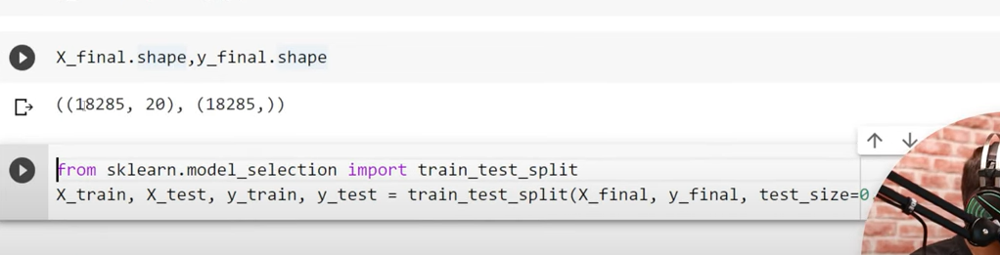 X_final.shape,y_final.shape
((18285, 20), (18285,))
from sklearn.model_selection import train_test_split
X_train, X_test, y_train, y_test = train_test_split(X_final, y_final, test_size=0